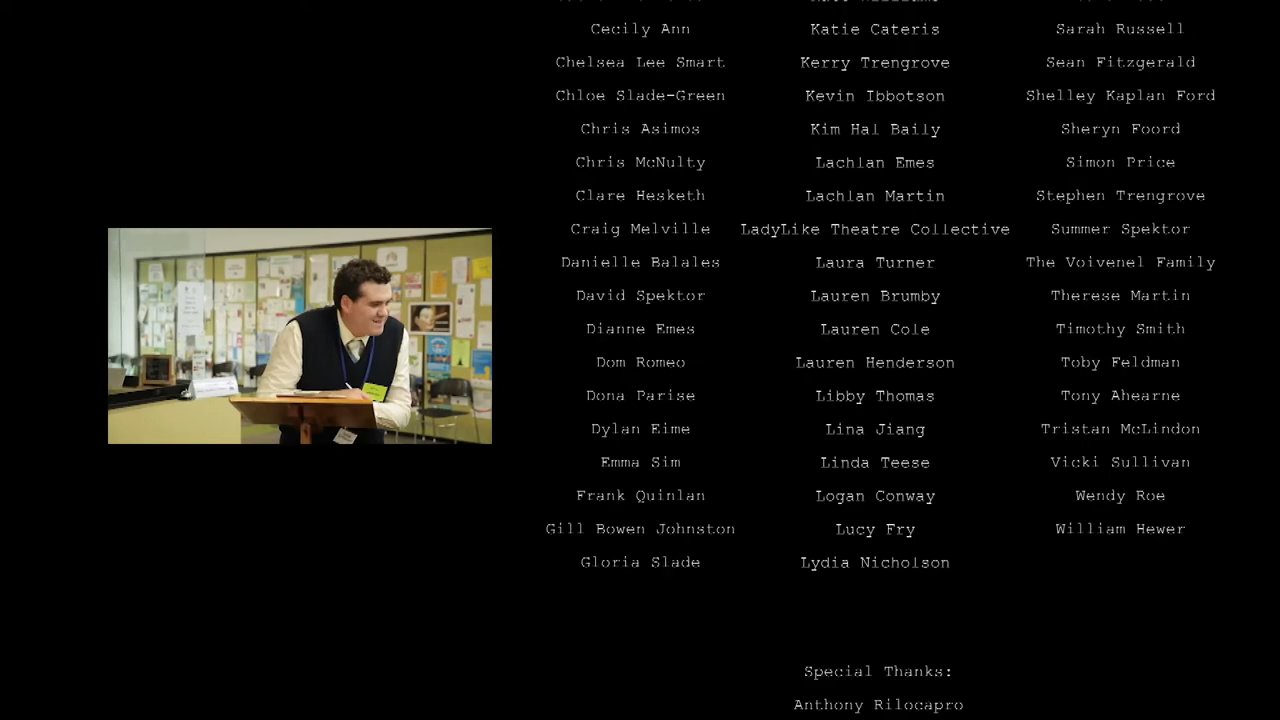 Cecily Ann
Chelsea Lee Smart
Chloe Slade-Green
Chris Asimos
Chris McNulty
Clare Hesketh
Craig Melville
Danielle Balales
David Spektor
Dianne Emes
Dom Romeo
Dona Parise
Dylan Eime
Emma Sim
Frank Quinlan
Gill Bowen Johnston
Gloria Slade
Katie Cateris
Kerry Trengrove
Kevin Ibbotson
Kim Hal Baily
Lachlan Emes
Lachlan Martin
LadyLike Theatre Collective
Laura Turner
Lauren Brumby
Lauren Cole
Lauren Henderson
Libby Thomas
Lina Jiang
Linda Teese
Logan Conway
Lucy Fry
Lydia Nicholson
Sarah Russell
Sean Fitzgerald
Shelley Kaplan Ford
Sheryn Foord
Simon Price
Stephen Trengrove
Summer Spektor
The Voivenel Family
Therese Martin
Timothy Smith
Toby Feldman
Tony Ahearne
Tristan McLindon
Vicki Sullivan
Wendy Roe
William Hewer
Special Thanks:
Anthony Rilocapro